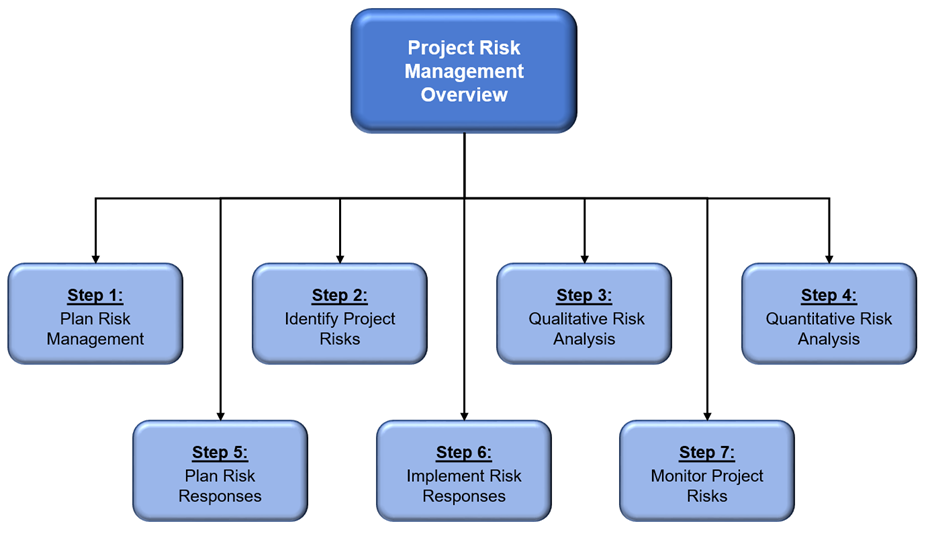 Project Risk
Management
Overview
Step 1:
Plan Risk
Management
Step 2:
Identify Project
Risks
Step 3:
Qualitative Risk
Analysis
Step 4:
Quantitative Risk
Analysis
Step 5:
Plan Risk
Responses
Step 6:
Implement Risk
Responses
Step 7:
Monitor Project
Risks